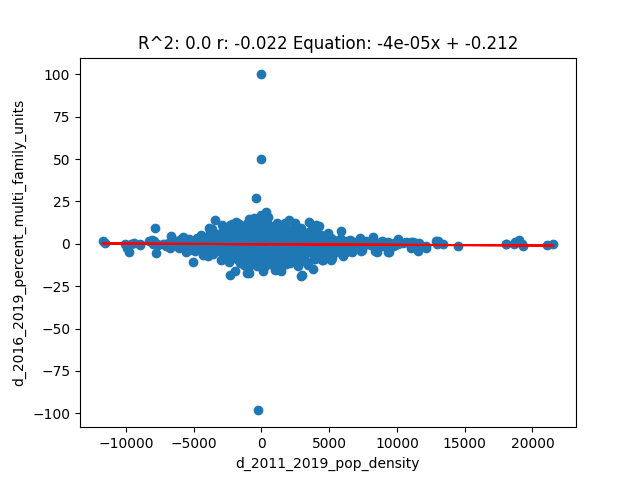 R^2: 0.0 r: -0.022 Equation: -4e-05x + -0.212
100
75
50
25
0
−25
−50
−75
−100
d_2016_2019_percent_multi_family_units
−10000 −5000 0 5000 10000 15000 20000
d_2011_2019_pop_density